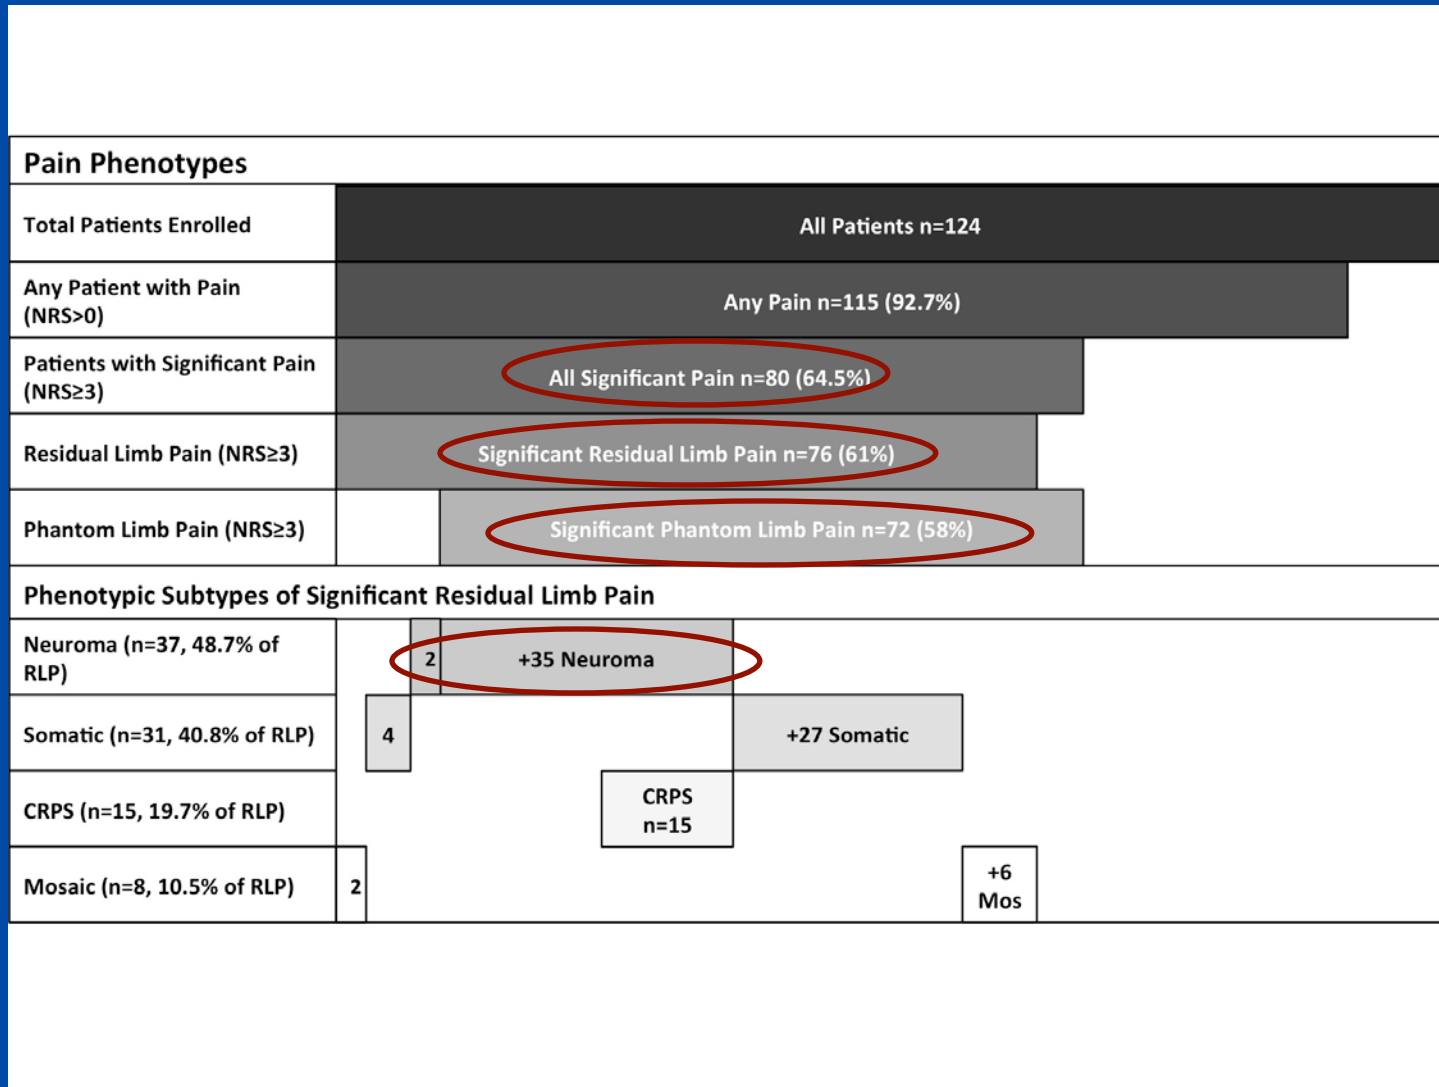 Pain Phenotypes
Total Patients Enrolled
All Patients n=124
Any Patient with Pain
(NRS>0)
Any Pain n=115 (92.7%)
Patients with Significant Pain
(NRS≥3)
All Significant Pain n=80 (64.5%)
Residual Limb Pain (NRS≥3)
Significant Residual Limb Pain n=76 (61%)
Phantom Limb Pain (NRS≥3)
Significant Phantom Limb Pain n=72 (58%)
Phenotypic Subtypes of Significant Residual Limb Pain
Neuroma (n=37, 48.7% of
RLP)
2
+35 Neuroma
Somatic (n=31, 40.8% of RLP)
4
+27 Somatic
CRPS (n=15, 19.7% of RLP)
CRPS
n=15
Mosaic (n=8, 10.5% of RLP)
2
+6
Mos